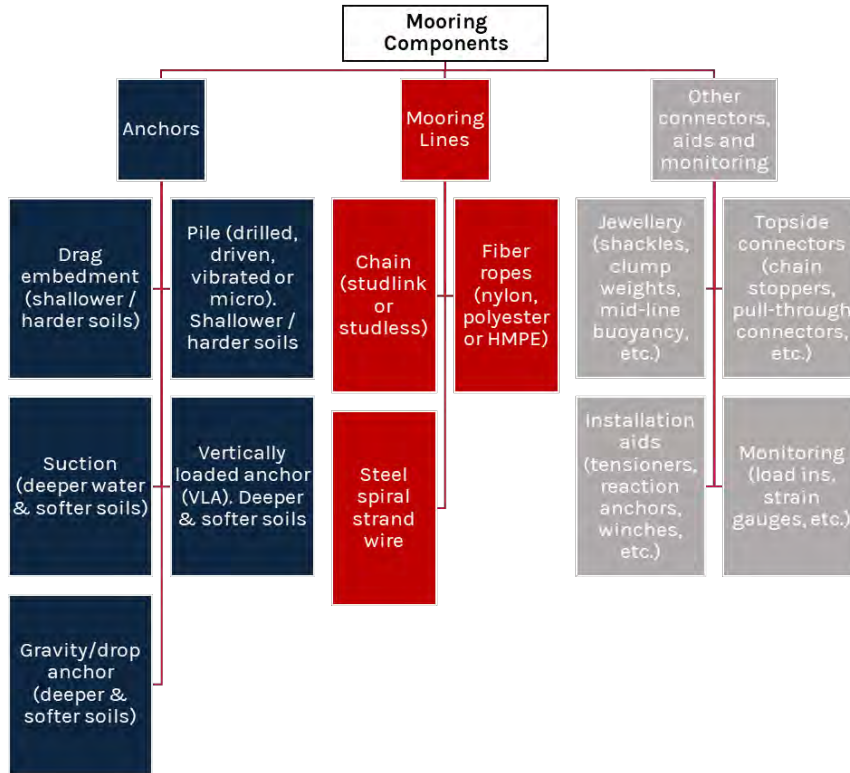 Mooring
Components
Anchors
Mooring
Lines
Other
connectors,
aids and
monitoring
Drag
embedment
(shallower /
harder soils)
Pile (drilled,
driven,
vibrated or
micro).
Shallower /
harder soils
Chain
(studlink
or
studless)
Fiber
ropes
(nylon,
polyester
or HMPE)
Jewellery
(shackles,
clump
weights,
mid-line
buoyancy,
etc.)
Topside
connectors
(chain
stoppers,
pull-through
connectors,
etc.)
Suction
(deeper water
& softer soils)
Vertically
loaded anchor
(VLA). Deeper
& softer soils
Steel
spiral
strand
wire
Installation
aids
(tensioners,
reaction
anchors,
winches,
etc.)
Monitoring
(load ins,
strain
gauges, etc.)
Gravity/drop
anchor
(deeper &
softer soils)